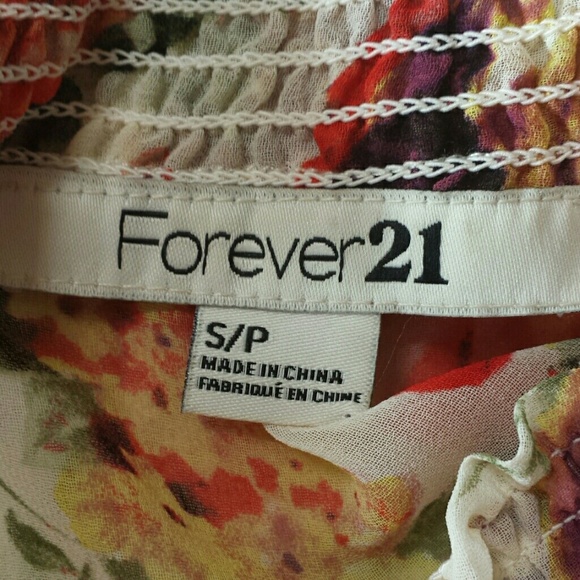 Forever21
S/P
MADE IN CHINA
FABRIQUÉ EN CHINE